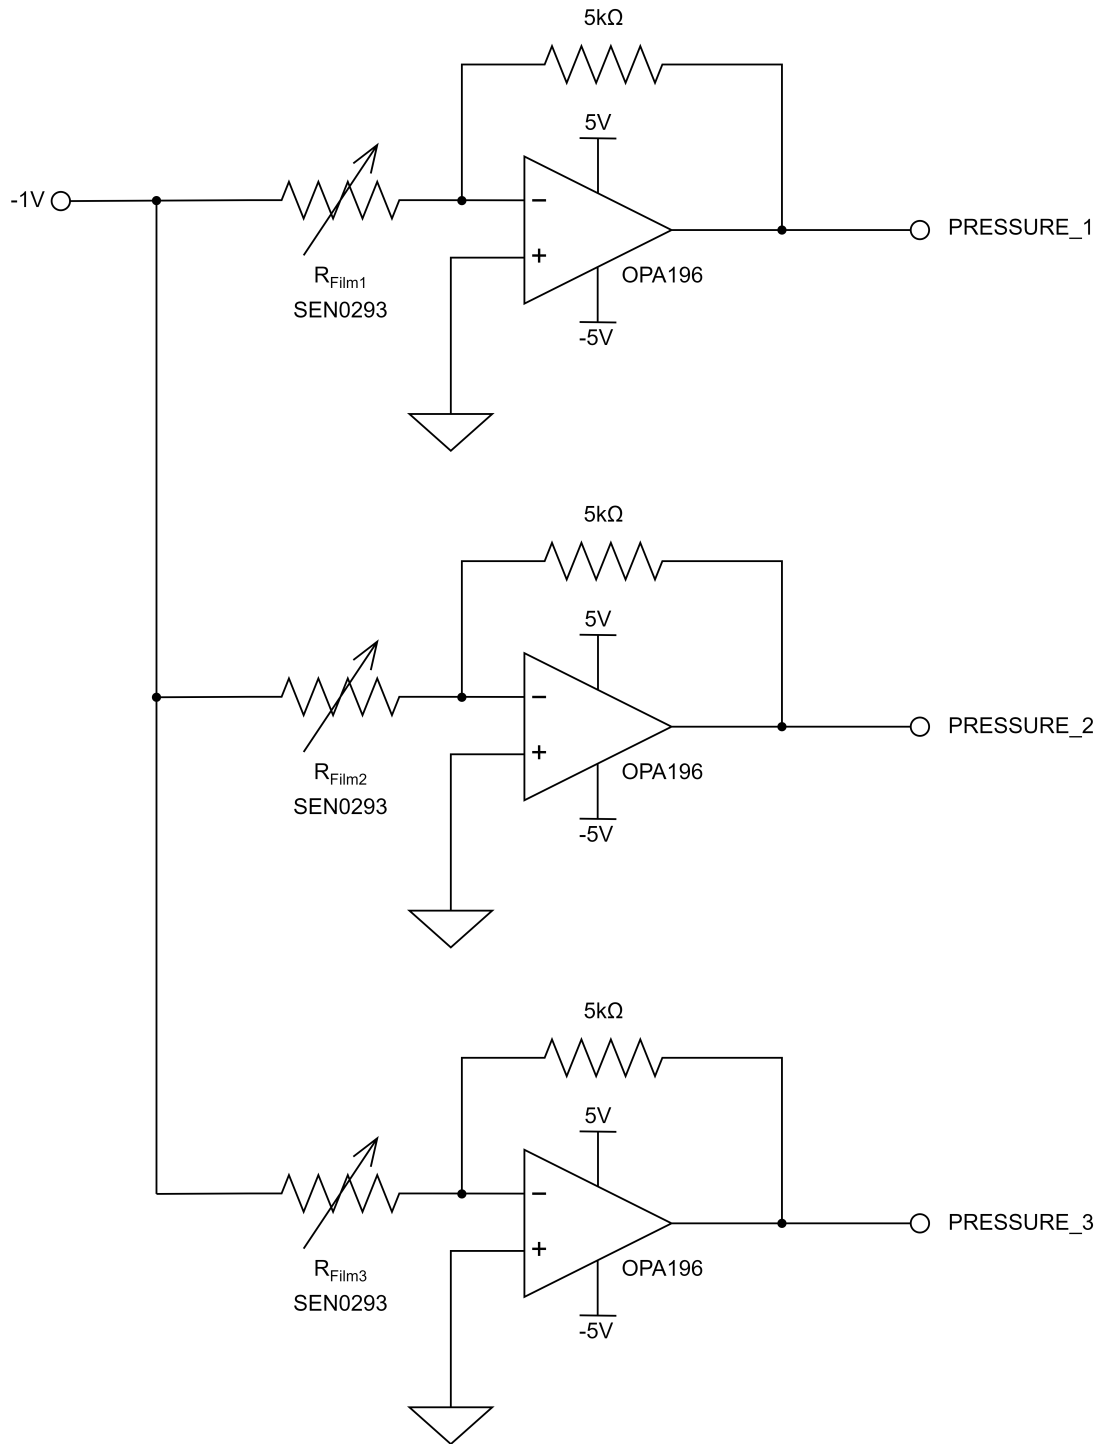 5kΩ
5V
-1V
−
PRESSURE_1
+
R_Film1
OPA196
SEN0293
-5V
5kΩ
5V
−
PRESSURE_2
+
R_Film2
OPA196
SEN0293
-5V
5kΩ
5V
−
PRESSURE_3
+
R_Film3
OPA196
SEN0293
-5V